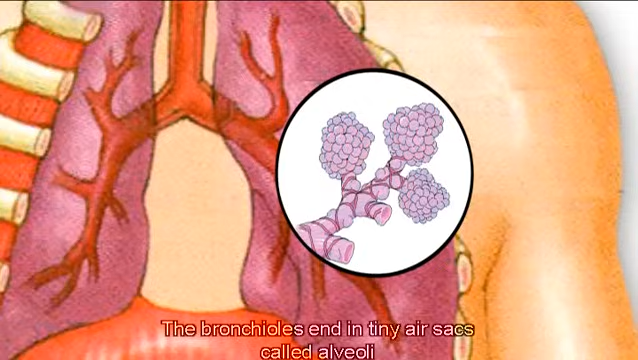 The bronchioles end in tiny air sacs
called alveoli